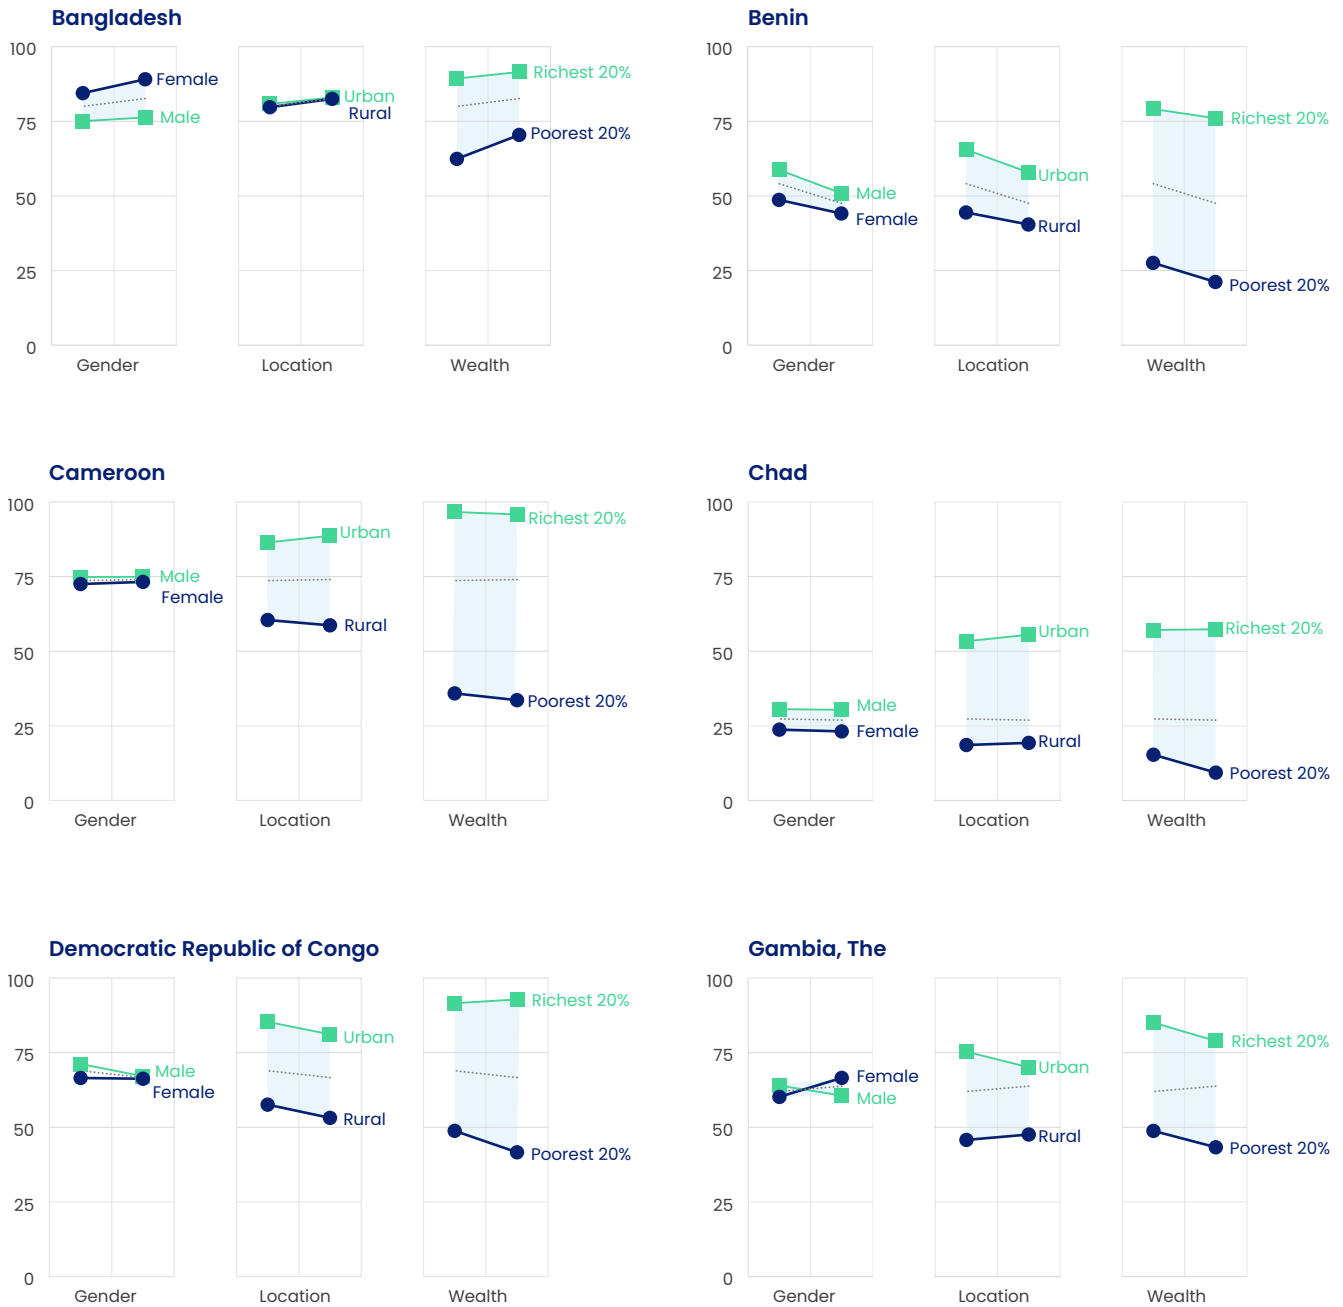 Bangladesh
100
75
50
25
0
Female
Male
Gender
Urban
Rural
Location
Richest 20%
Poorest 20%
Wealth
Benin
100
75
50
25
0
Male
Female
Gender
Urban
Rural
Location
Richest 20%
Poorest 20%
Wealth
Cameroon
100
75
50
25
0
Male
Female
Gender
Urban
Rural
Location
Richest 20%
Poorest 20%
Wealth
Chad
100
75
50
25
0
Male
Female
Gender
Urban
Rural
Location
Richest 20%
Poorest 20%
Wealth
Democratic Republic of Congo
100
75
50
25
0
Male
Female
Gender
Urban
Rural
Location
Richest 20%
Poorest 20%
Wealth
Gambia, The
100
75
50
25
0
Female
Male
Gender
Urban
Rural
Location
Richest 20%
Poorest 20%
Wealth